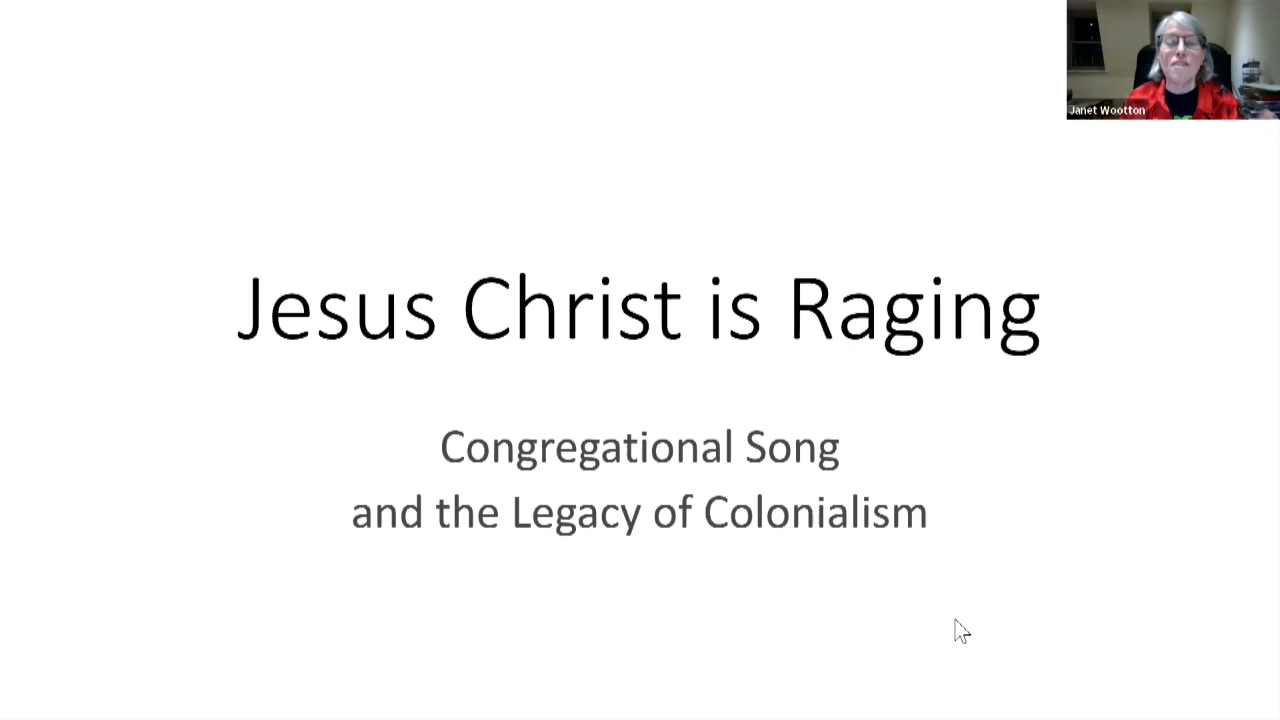 Janet Wootton
Jesus Christ is Raging
Congregational Song
and the Legacy of Colonialism